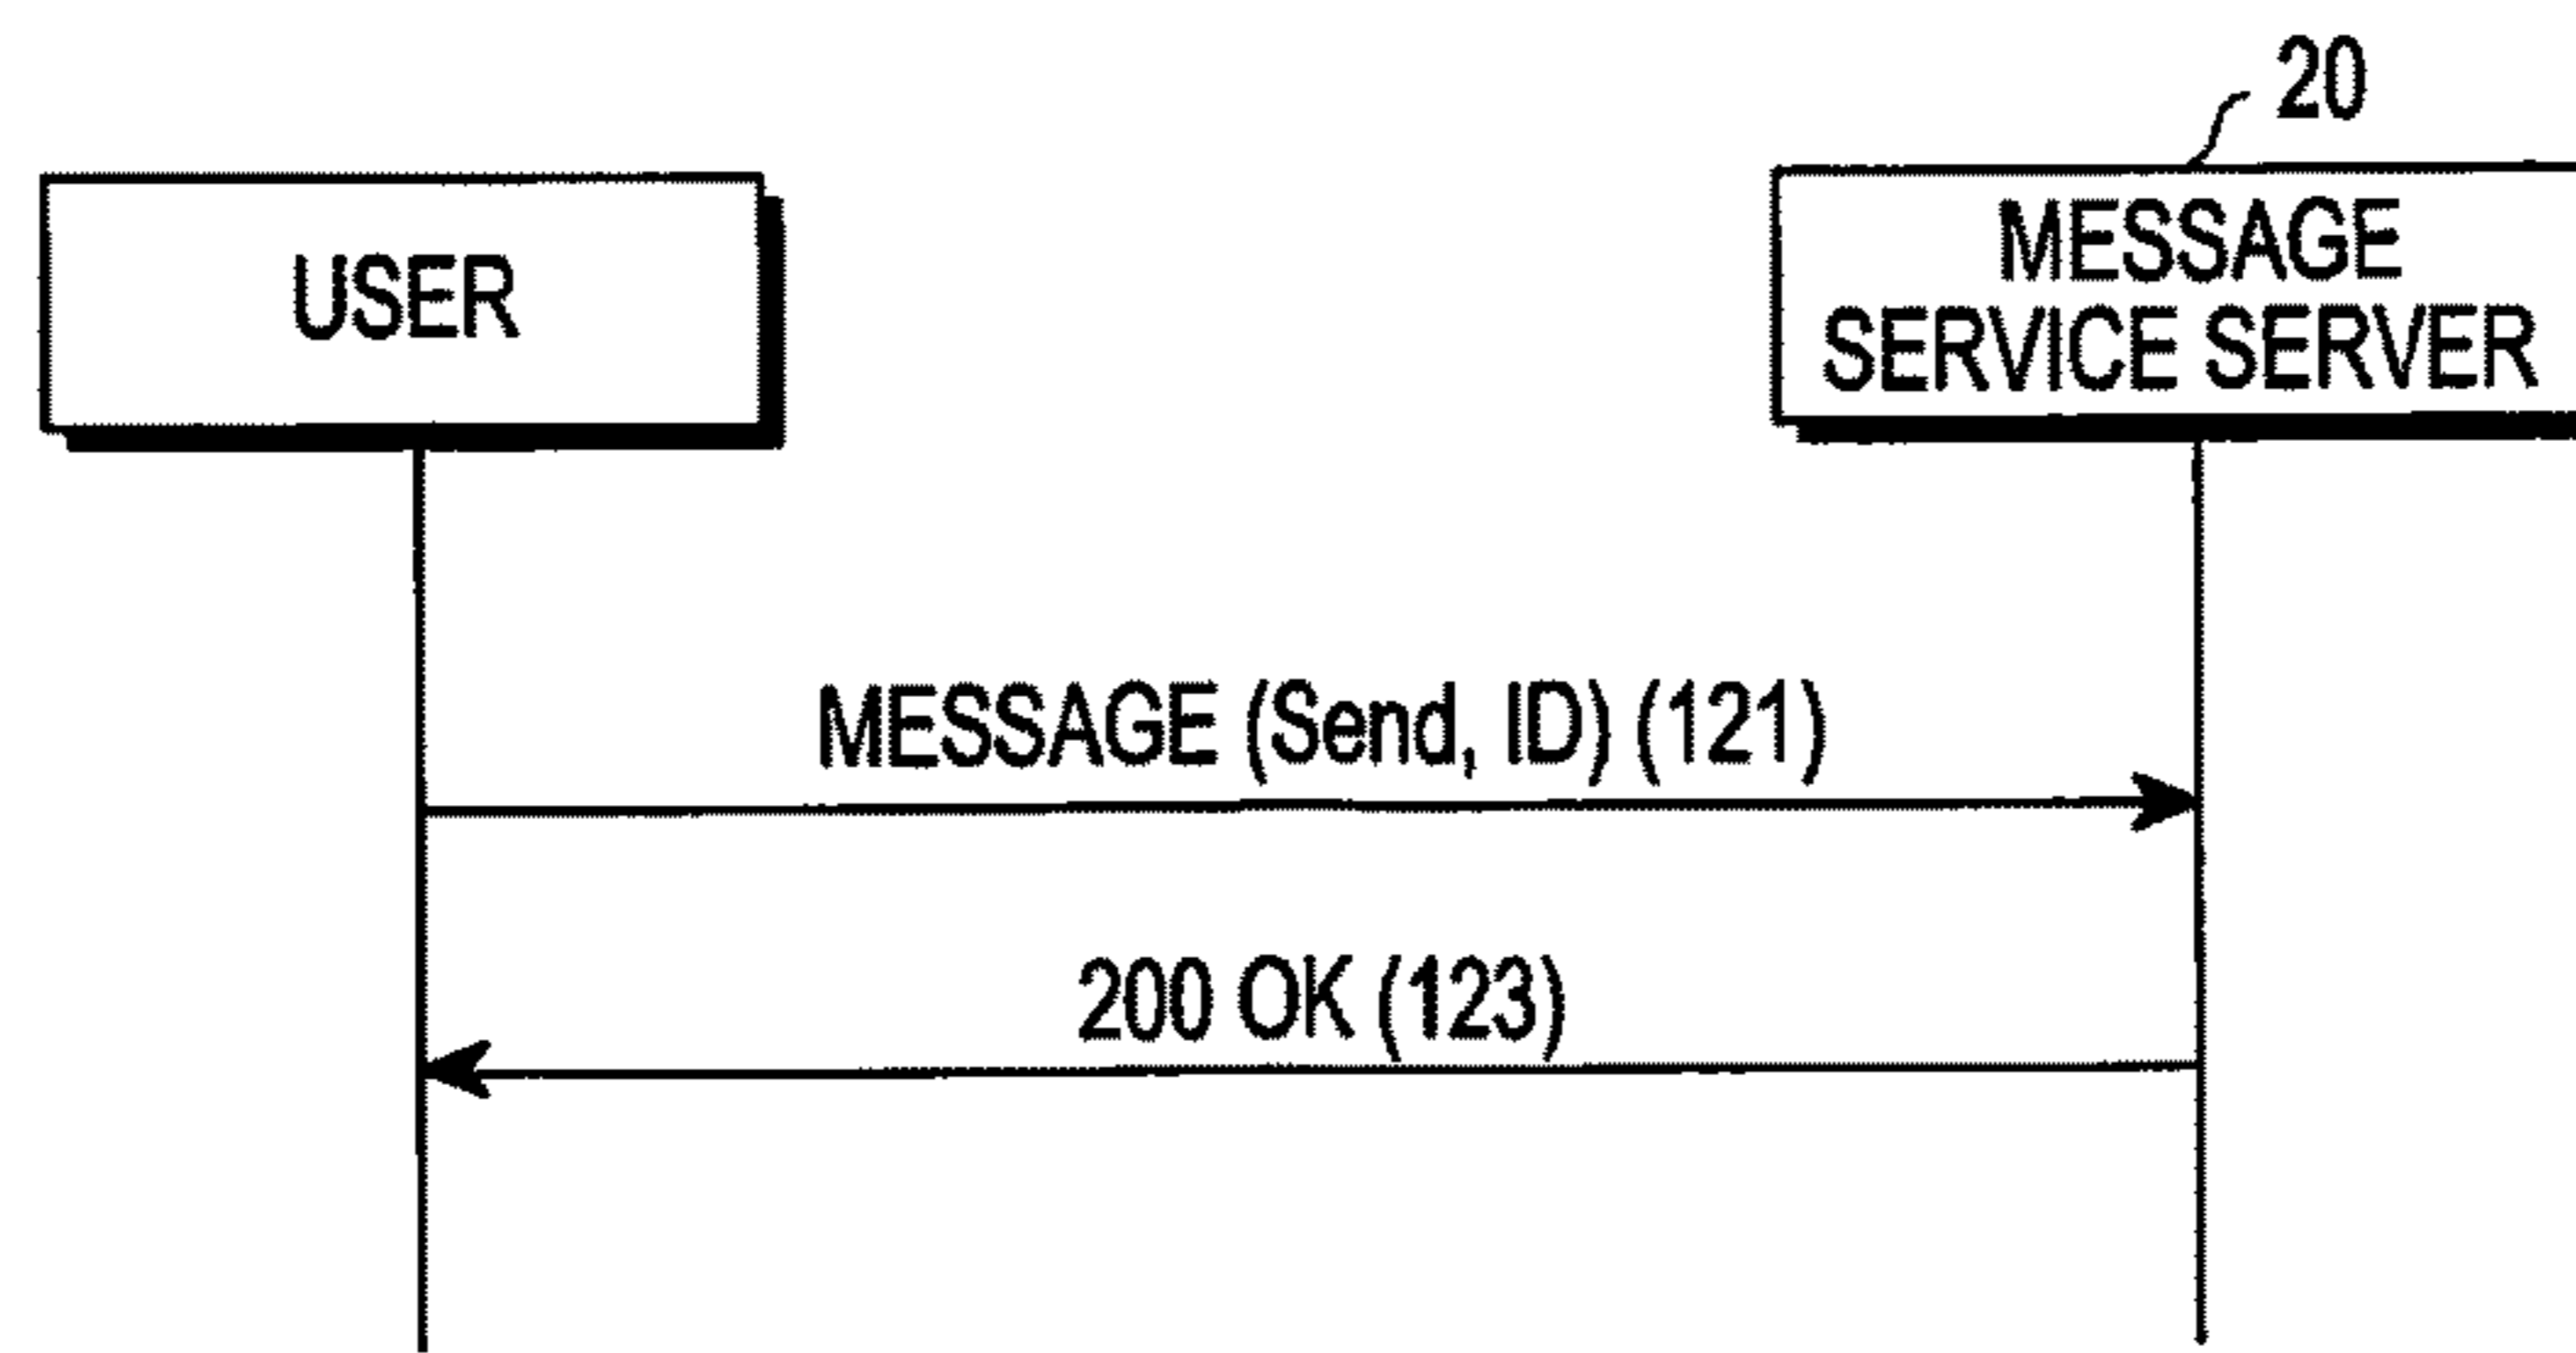 20
USER
MESSAGE
SERVICE SERVER
MESSAGE (Send, ID) (121)
200 OK (123)